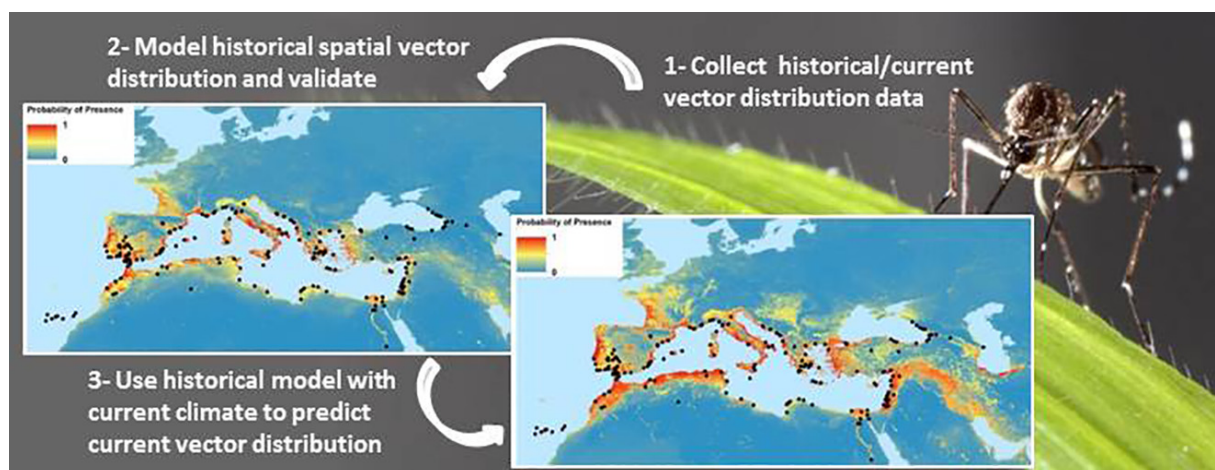 1- Collect historical/current
vector distribution data
2- Model historical spatial vector
distribution and validate
Probability of Presence
1
0
3- Use historical model with
current climate to predict
current vector distribution
Probability of Presence
1
0